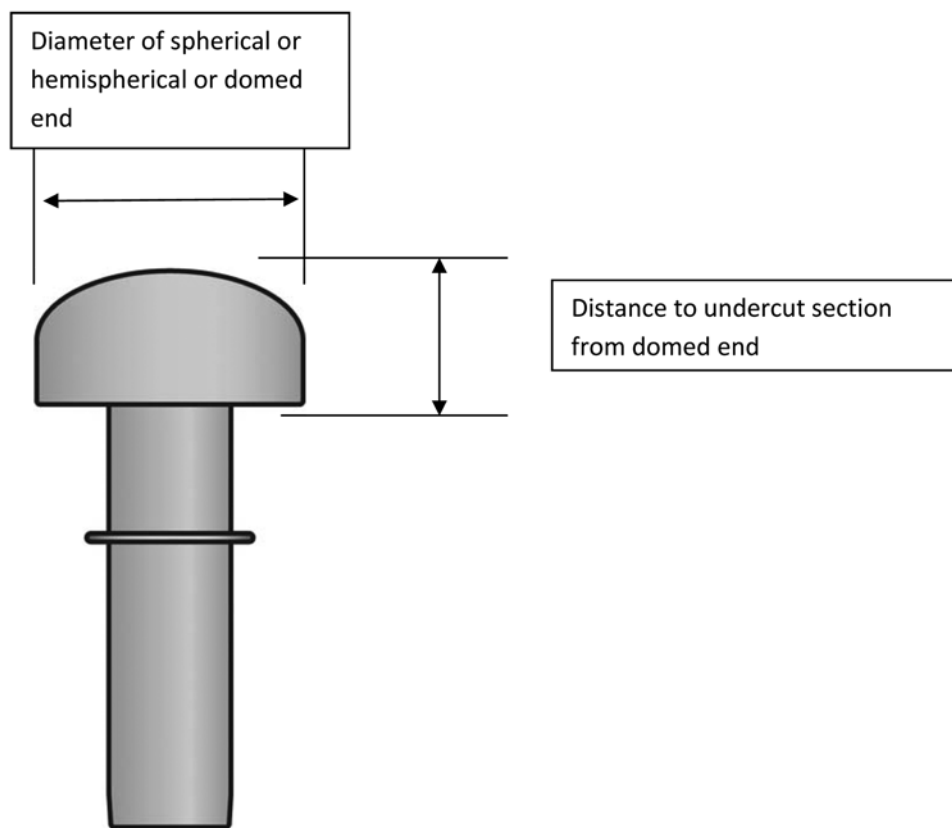 Diameter of spherical or
hemispherical or domed
end
Distance to undercut section
from domed end